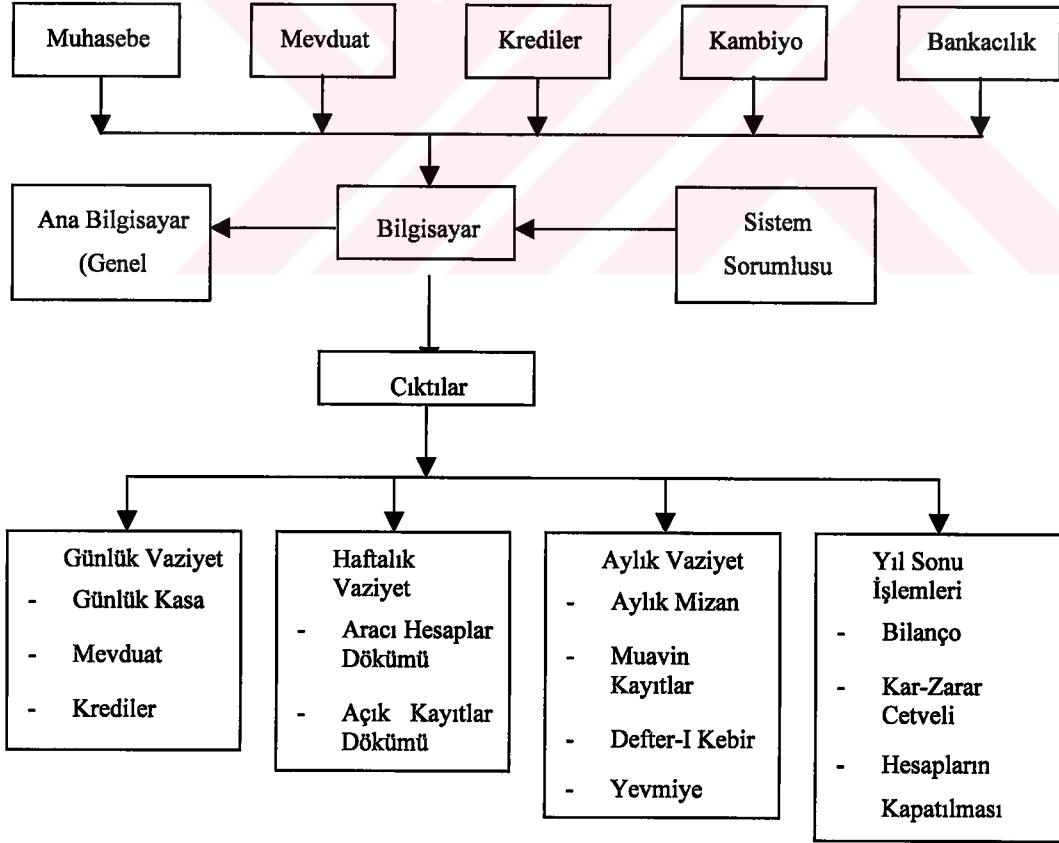 Muhasebe
Mevduat
Krediler
Kambiyo
Bankacılık
Ana Bilgisayar
(Genel
Bilgisayar
Sistem
Sorumlusu
Cıktılar
Günlük Vaziyet
- Günlük Kasa
- Mevduat
- Krediler
Haftalık
Vaziyet
- Aracı Hesaplar
Dökümü
- Açık Kayıtlar
Dökümü
Aylık Vaziyet
- Aylık Mizan
- Muavin
Kayıtlar
- Defter-I Kebir
- Yevmiye
Yıl Sonu
İşlemleri
- Bilanço
- Kar-Zarar
Cetveli
- Hesapların
Kapatılması